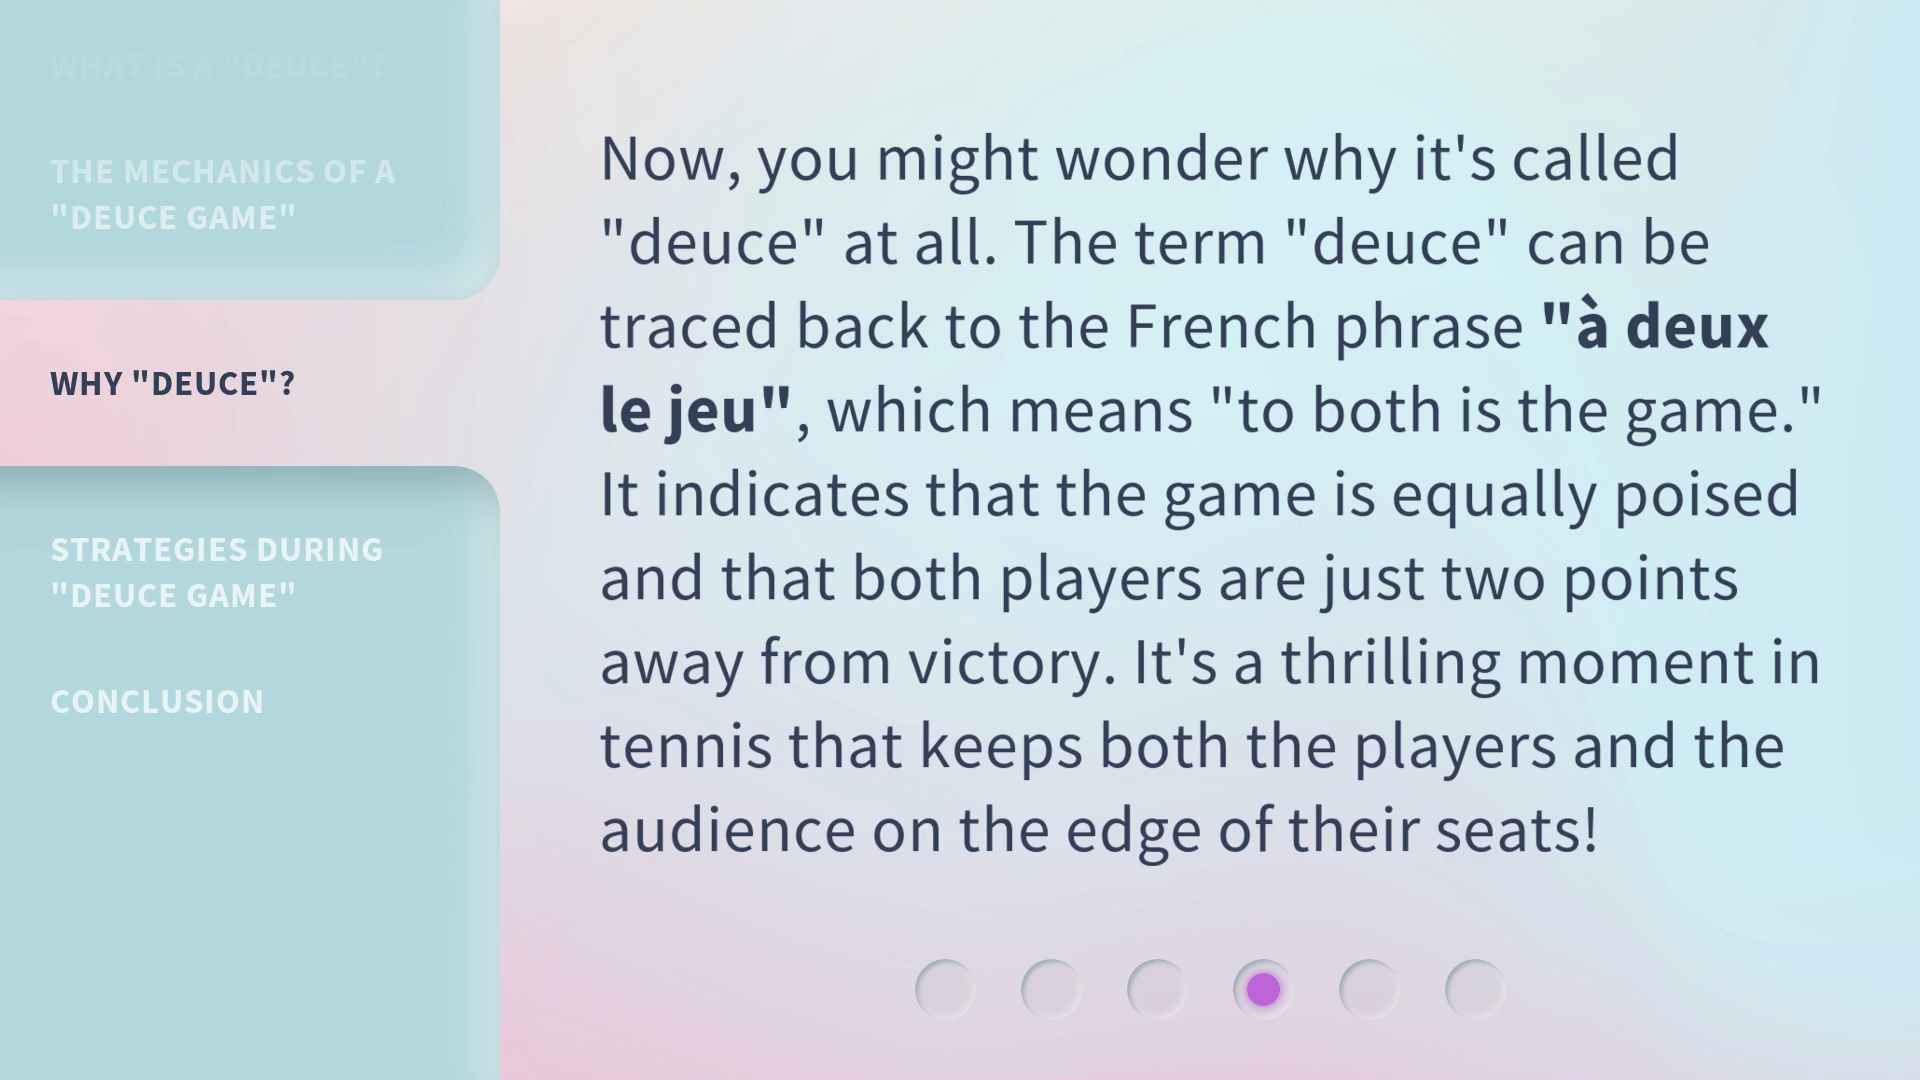 WHAT IS A "DEUCE"?
THE MECHANICS OF A
"DEUCE GAME"
WHY "DEUCE"?
STRATEGIES DURING
"DEUCE GAME"
CONCLUSION
Now, you might wonder why it's called
"deuce" at all. The term "deuce" can be
traced back to the French phrase "à deux
le jeu", which means "to both is the game."
It indicates that the game is equally poised
and that both players are just two points
away from victory. It's a thrilling moment in
tennis that keeps both the players and the
audience on the edge of their seats!